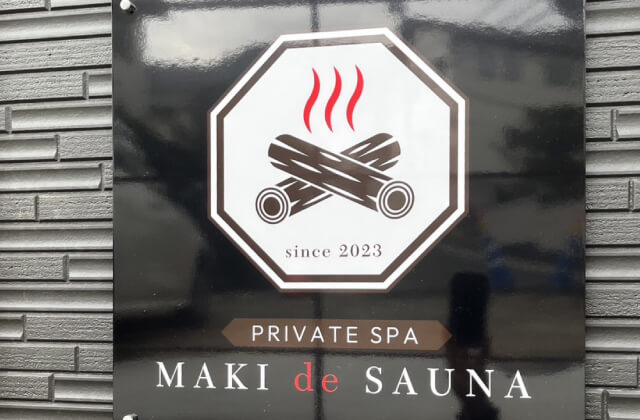 since 2023
PRIVATE SPA
MAKI de SAUNA